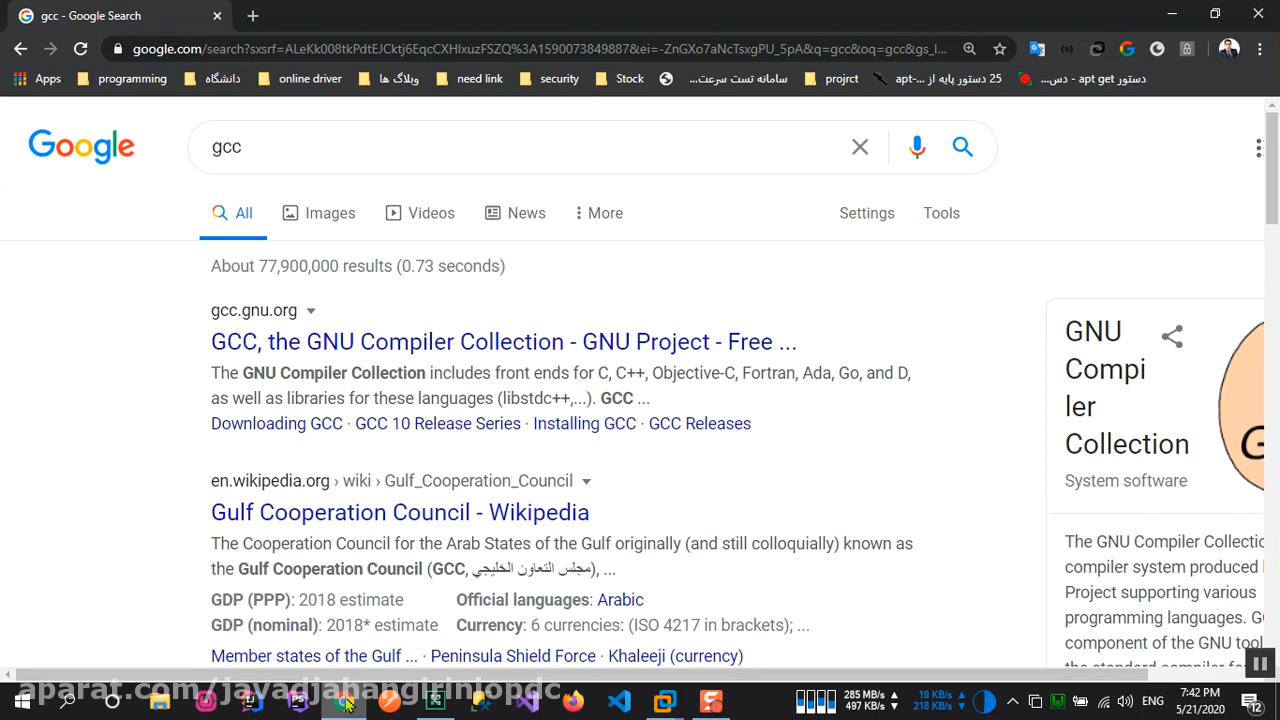 gcc - Google Search
google.com/search?sxsrf=ALeKk008tkPdtEJCktj6EqcCXHlxuzFSZQ%3A1590073849887&ei=-ZnGXo7aNcTsxgPU_5pA&q=gcc&oq=gcc&gs_l...
Apps programming دانشگاه online driver وبلاگ ها need link security Stock سامانه تست سرعت... projrct 25 دستور پایه از ...-apt دستور apt get - دس...
Google
gcc
All Images Videos News More Settings Tools
About 77,900,000 results (0.73 seconds)
gcc.gnu.org
GCC, the GNU Compiler Collection - GNU Project - Free ...
The GNU Compiler Collection includes front ends for C, C++, Objective-C, Fortran, Ada, Go, and D,
as well as libraries for these languages (libstdc++,...). GCC ...
Downloading GCC · GCC 10 Release Series · Installing GCC · GCC Releases
en.wikipedia.org › wiki › Gulf_Cooperation_Council
Gulf Cooperation Council - Wikipedia
The Cooperation Council for the Arab States of the Gulf originally (and still colloquially) known as
the Gulf Cooperation Council (GCC, مجلس التعاون الخليجي), ...
GDP (PPP): 2018 estimate Official languages: Arabic
GDP (nominal): 2018* estimate Currency: 6 currencies: (ISO 4217 in brackets); ...
Member states of the Gulf ... · Peninsula Shield Force · Khaleeji (currency)
GNU
Compi
ler
Collection
System software
The GNU Compiler Collectio
compiler system produced
Project supporting various
programming languages. G
component of the GNU tool
the standard compiler for
aparat.com/javadjahangirinjopdc
285 MB/s
497 KB/s
19 KB/s
218 KB/s
ENG
7:42 PM
5/21/2020
12